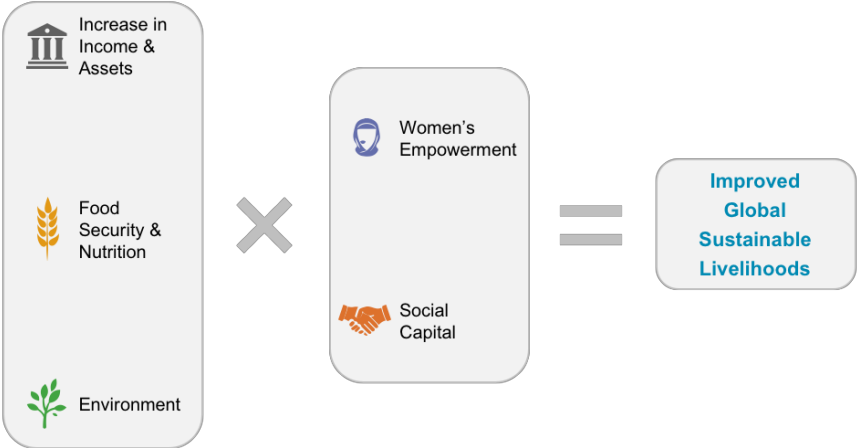 Increase in
Income &
Assets
Food
Security &
Nutrition
Environment
Women's
Empowerment
Social
Capital
Improved
Global
Sustainable
Livelihoods